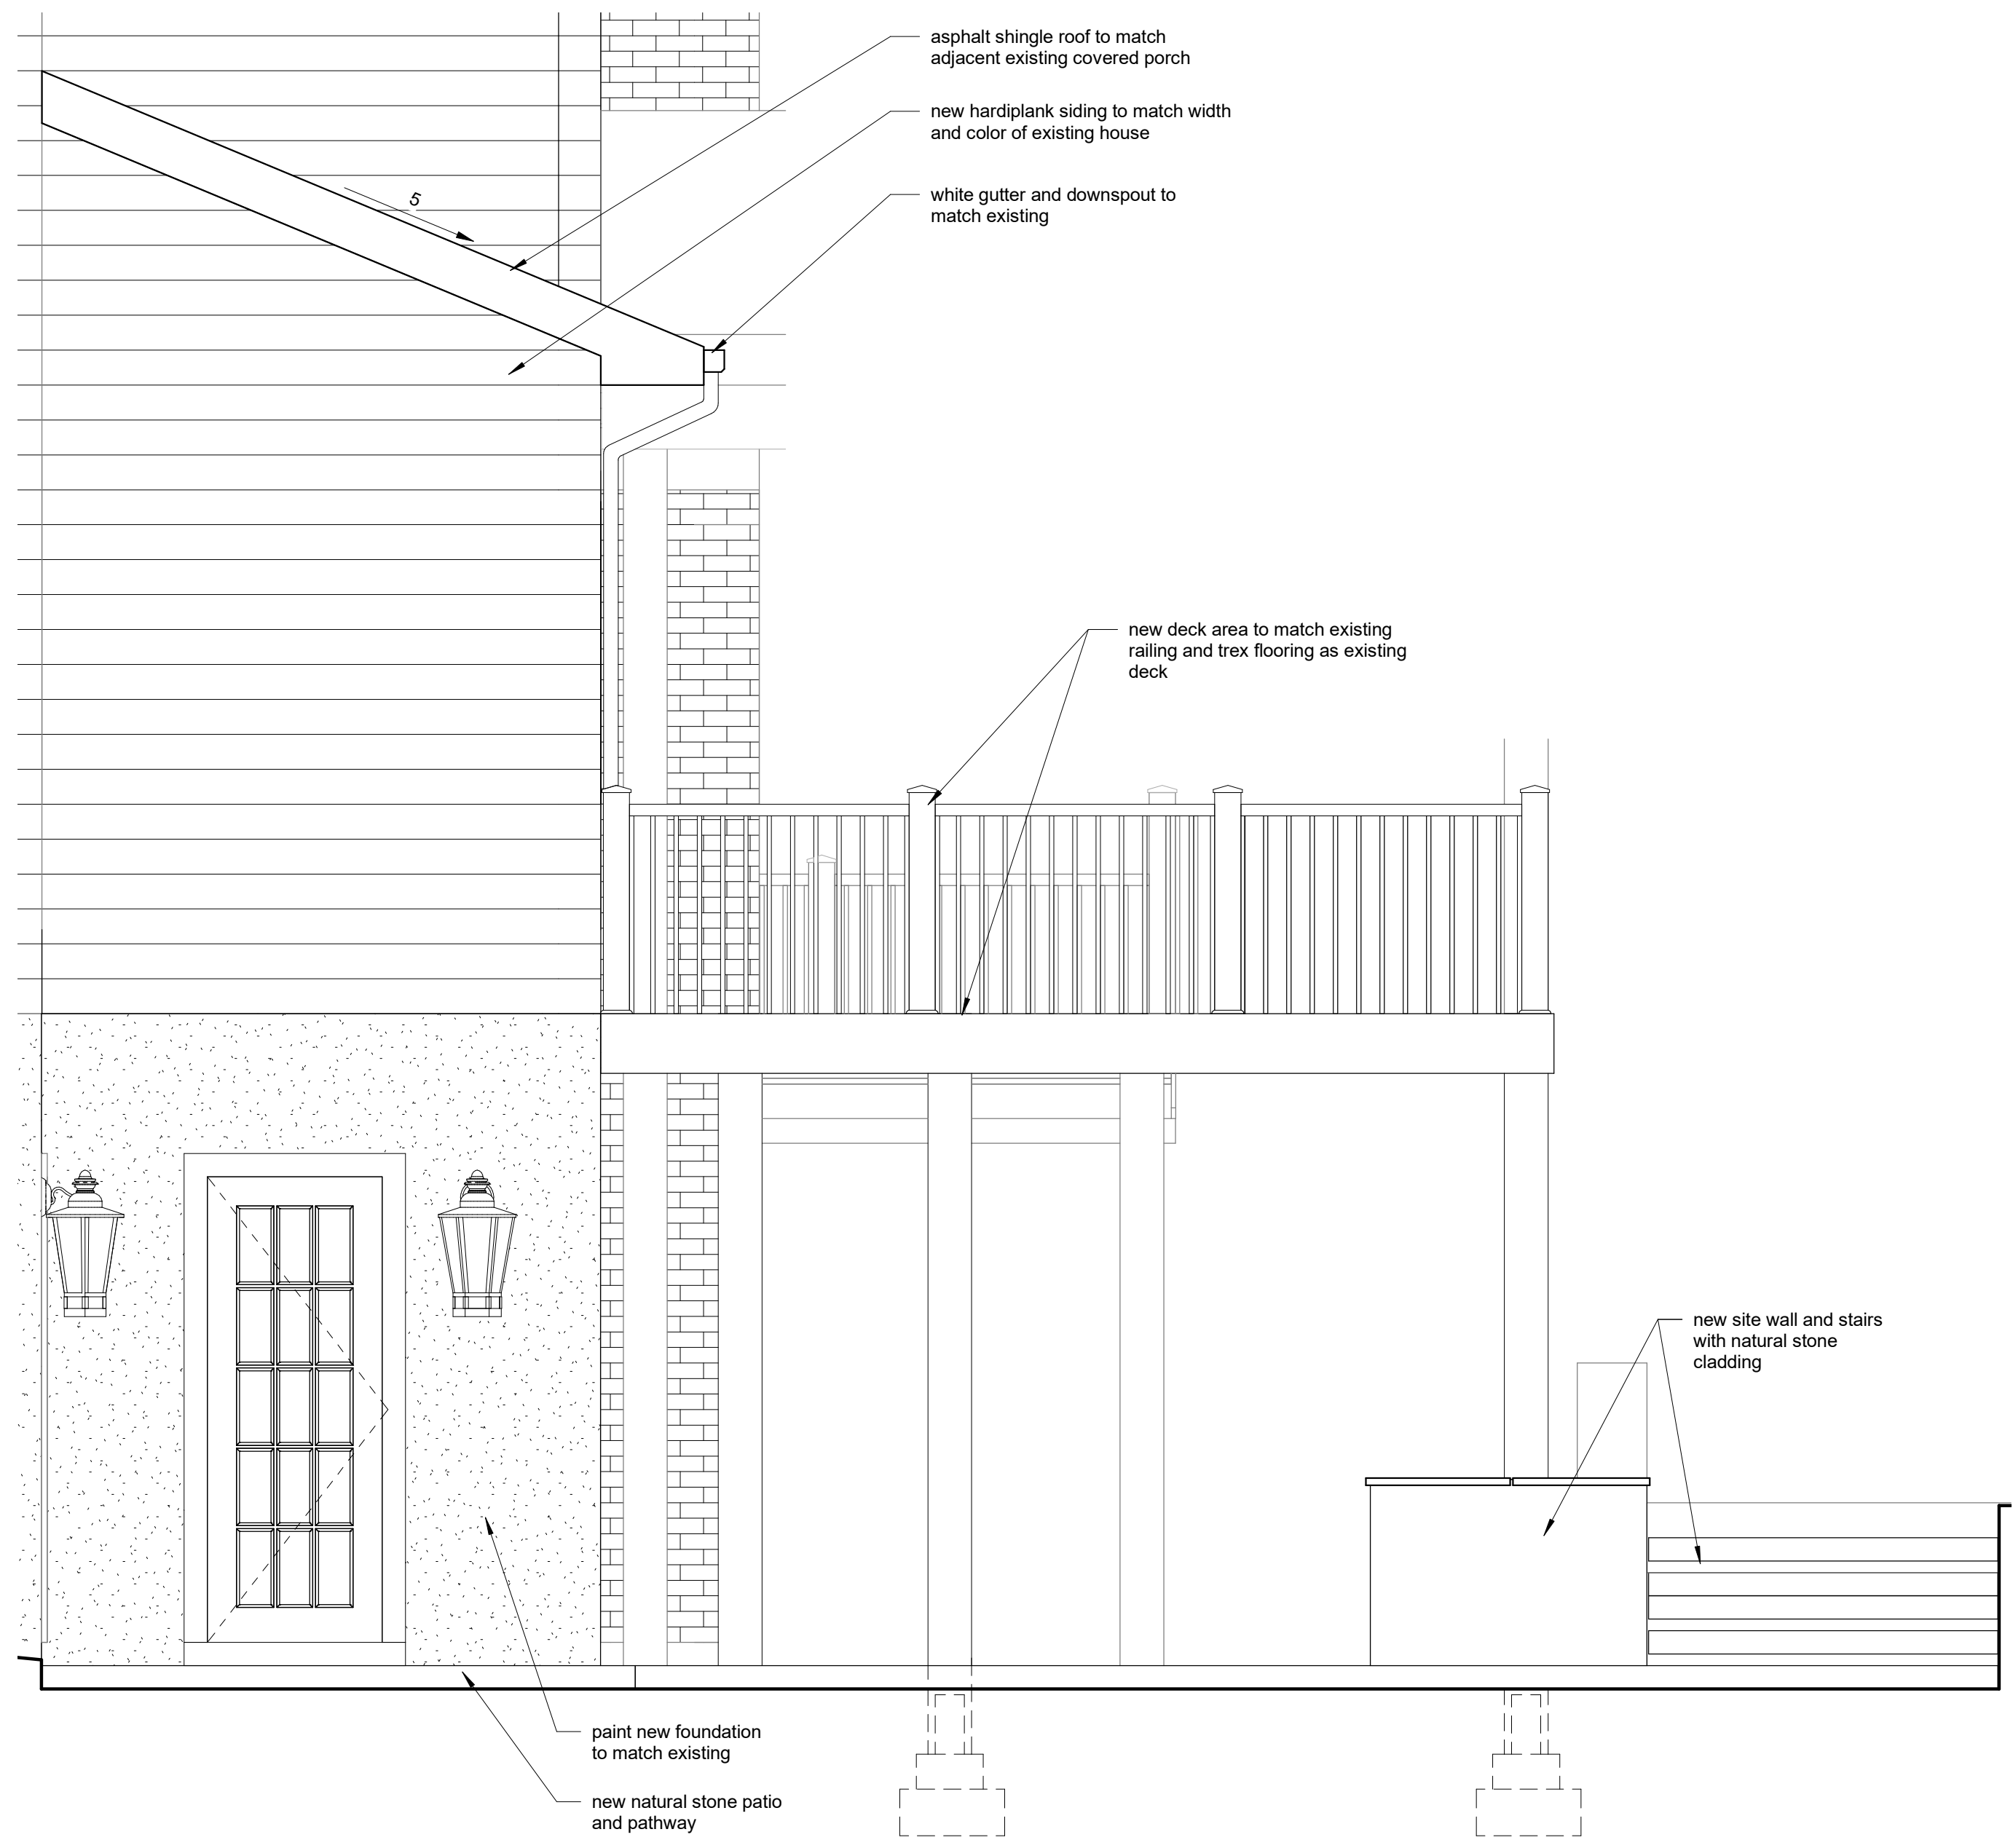 asphalt shingle roof to match
adjacent existing covered porch
new hardiplank siding to match width
and color of existing house
white gutter and downspout to
match existing
5
new deck area to match existing
railing and trex flooring as existing
deck
new site wall and stairs
with natural stone
cladding
paint new foundation
to match existing
new natural stone patio
and pathway